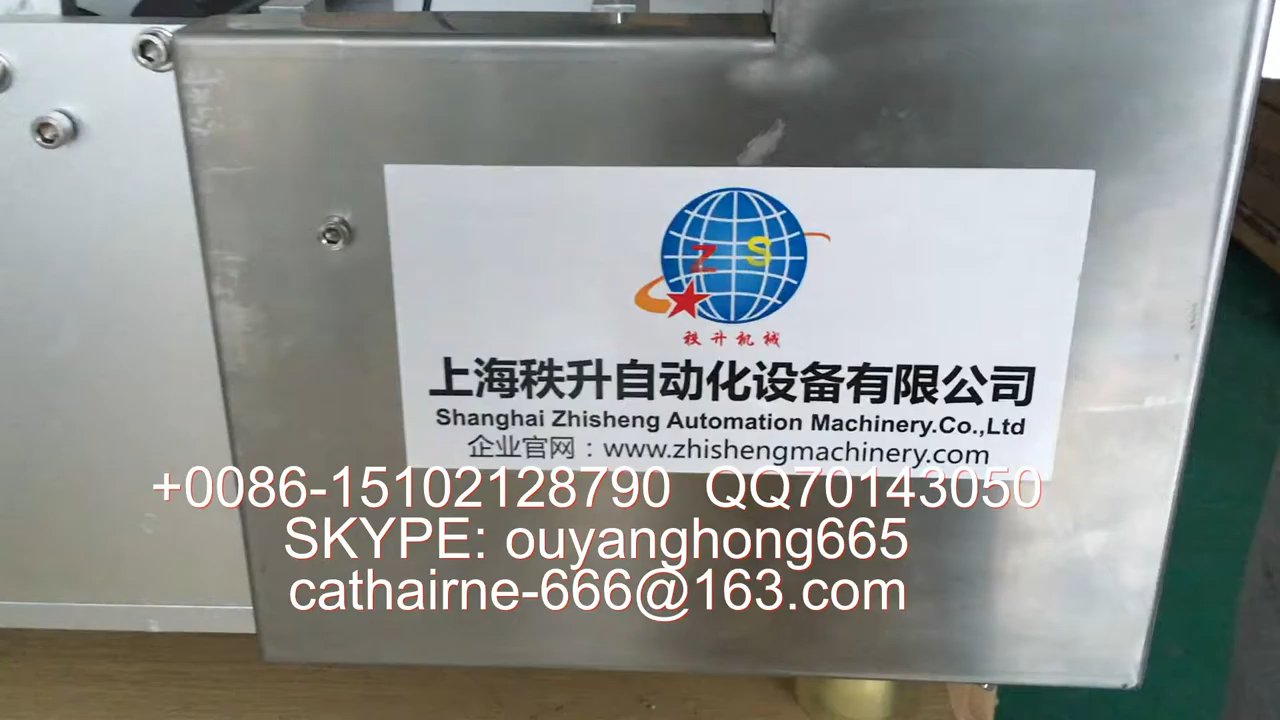 Z S
秩升机械
上海秩升自动化设备有限公司
Shanghai Zhisheng Automation Machinery.Co.,Ltd
企业官网：www.zhishengmachinery.com
+0086-15102128790 QQ70143050
SKYPE: ouyanghong665
cathairne-666@163.com